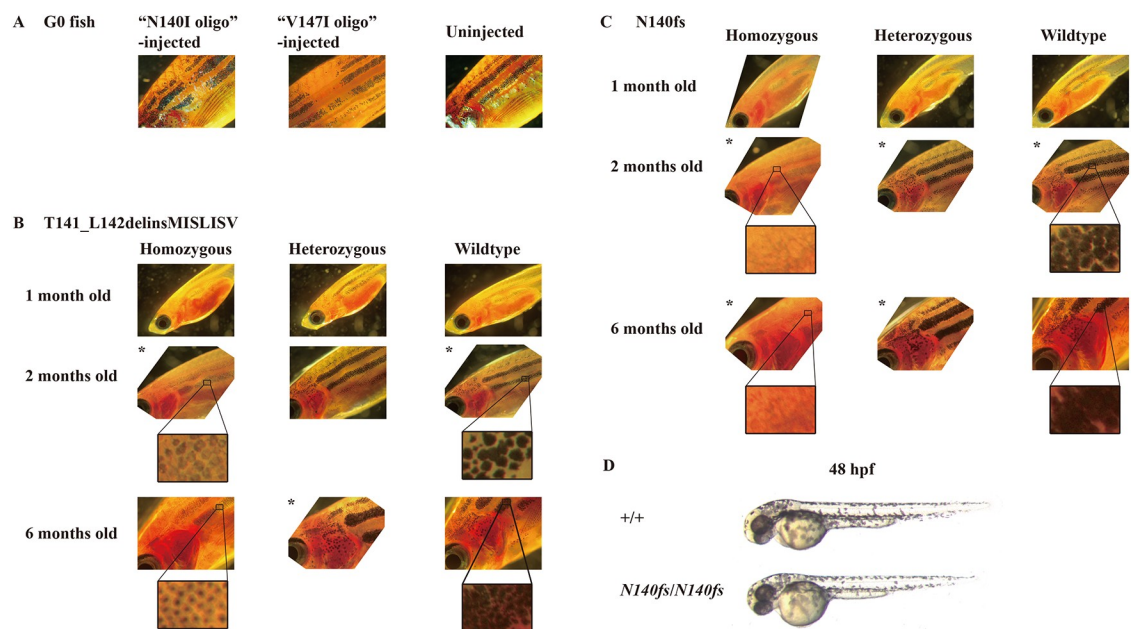 A G0 fish
"N140I oligo"
-injected
"V147I oligo"
-injected
Uninjected
B T141_L142delinsMISLISV
Homozygous Heterozygous Wildtype
1 month old
*
*
2 months old
*
6 months old
C N140fs
Homozygous Heterozygous Wildtype
1 month old
* * *
2 months old
* *
6 months old
D 48 hpf
+/+
N140fs/N140fs